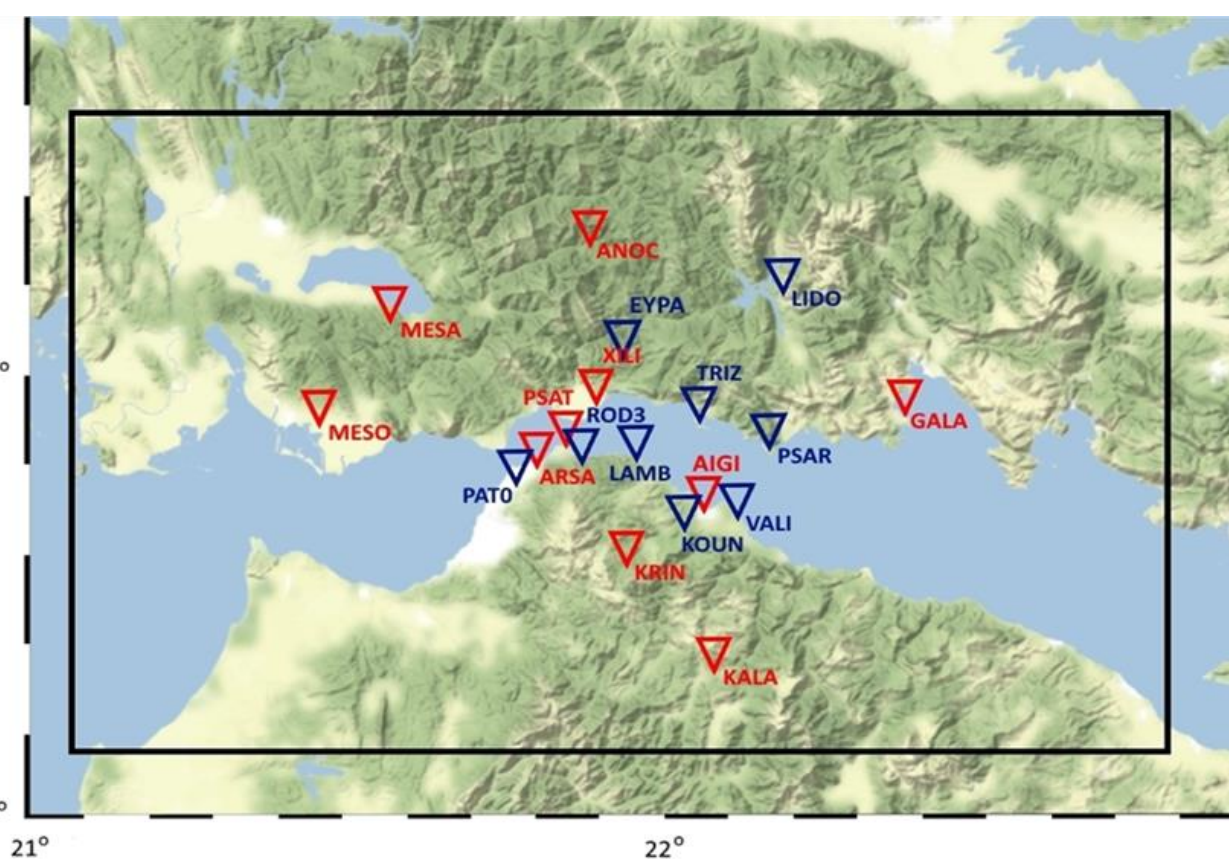 ANOC
LIDO
EYPA
MESA
XILI
TRIZ
PSAT
ROD3
GALA
MESO
PSAR
AIGI
LAMB
ARSA
PAT0
VALI
KOUN
KRIN
KALA
21°
22°